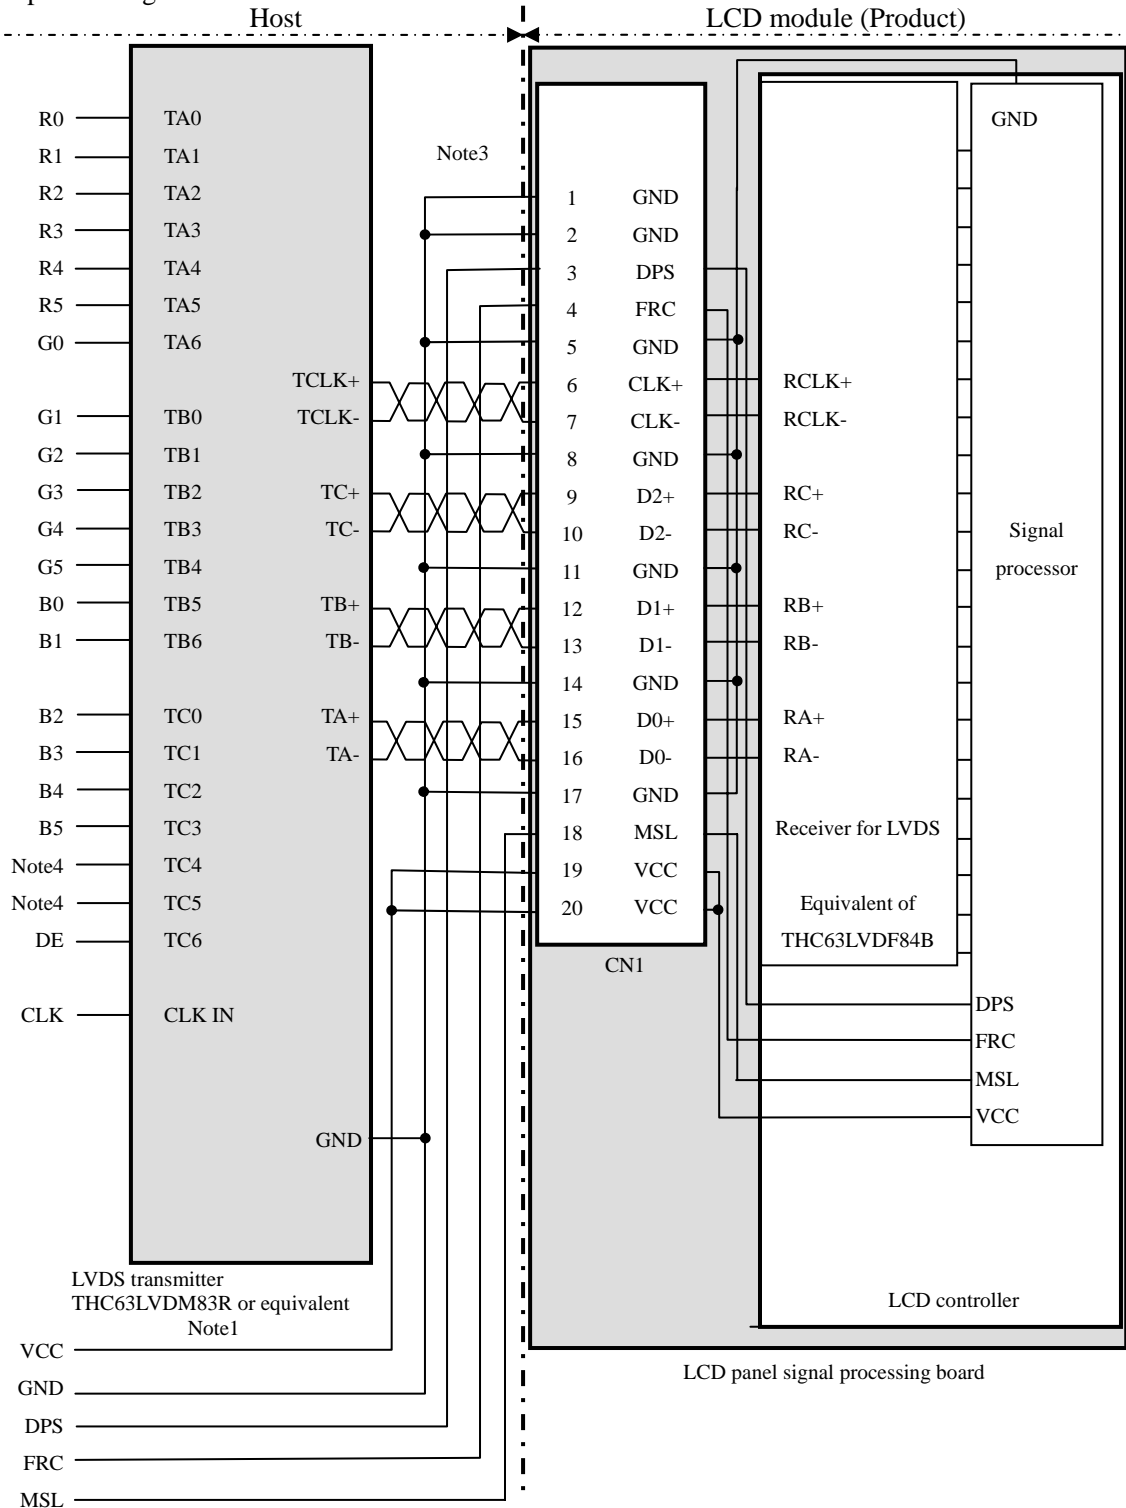 Host
LCD module (Product)
R0 TA0
R1 TA1
R2 TA2
R3 TA3
R4 TA4
R5 TA5
G0 TA6
TCLK+
G1 TB0 TCLK-
G2 TB1
G3 TB2 TC+
G4 TB3 TC-
G5 TB4
B0 TB5 TB+
B1 TB6 TB-
B2 TC0 TA+
B3 TC1 TA-
B4 TC2
B5 TC3
Note4 TC4
Note4 TC5
DE TC6
CLK CLK IN
GND
LVDS transmitter
THC63LVDM83R or equivalent
Note1
VCC
GND
DPS
FRC
MSL
Note3
1 GND
2 GND
3 DPS
4 FRC
5 GND
6 CLK+
7 CLK-
8 GND
9 D2+
10 D2-
11 GND
12 D1+
13 D1-
14 GND
15 D0+
16 D0-
17 GND
18 MSL
19 VCC
20 VCC
CN1
RCLK+
RCLK-
RC+
RC-
RB+
RB-
RA+
RA-
Receiver for LVDS
Equivalent of
THC63LVDF84B
GND
Signal
processor
DPS
FRC
MSL
VCC
LCD controller
LCD panel signal processing board